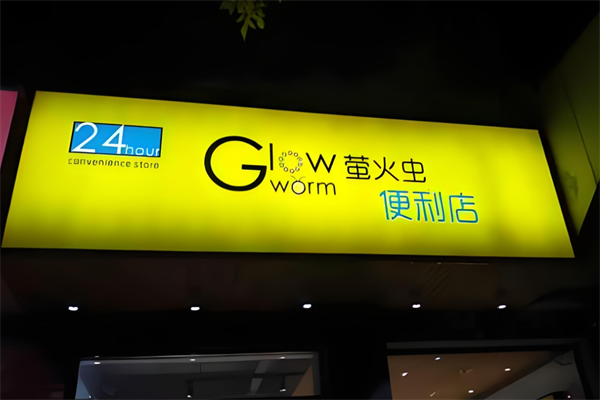 24hour
convenience store
Glow
worm
萤火虫
便利店